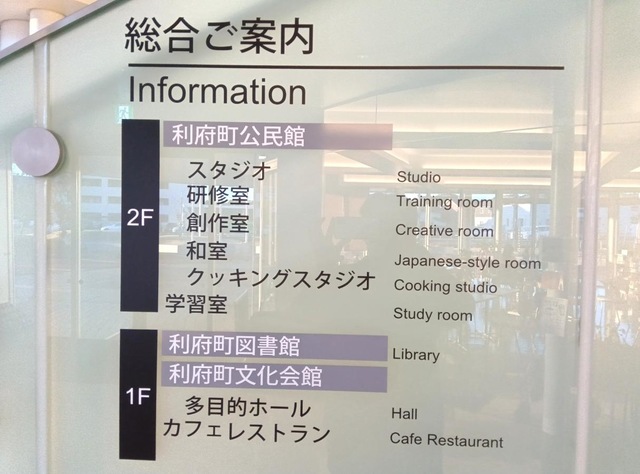 総合ご案内
Information
2F
利府町公民館
スタジオ Studio
研修室 Training room
創作室 Creative room
和室 Japanese-style room
クッキングスタジオ Cooking studio
学習室 Study room
1F
利府町図書館 Library
利府町文化会館
多目的ホール Hall
カフェレストラン Cafe Restaurant